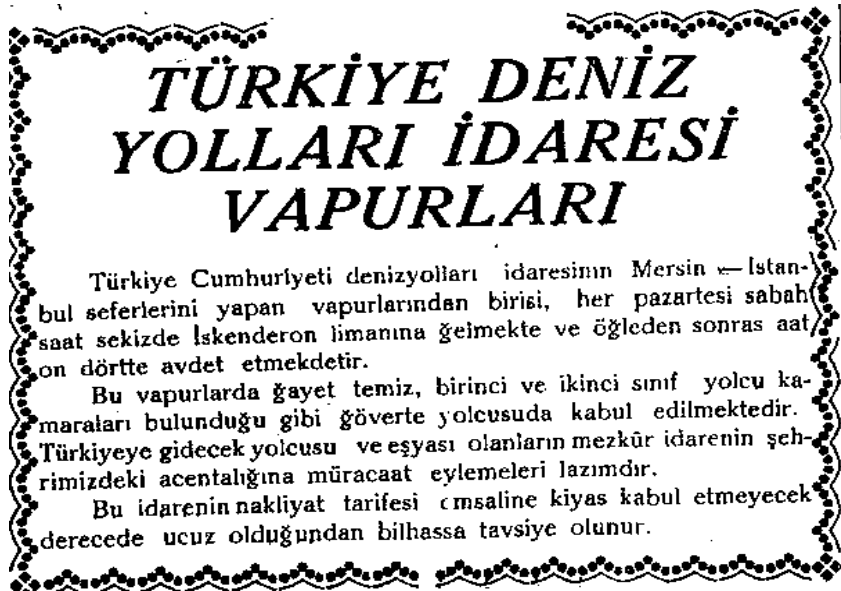 TÜRKİYE DENİZ
YOLLARI İDARESİ
VAPURLARI
Türkiye Cumhuriyeti denizyolları idaresinin Mersin — İstan-
bul seferlerini yapan vapurlarından birisi, her pazartesi sabah
saat sekizde İskenderon limanına ğelmekte ve öğleden sonras aat
on dörtte avdet etmekdetir.
Bu vapurlarda ğayet temiz, birinci ve ikinci sınıf yolcu ka-
maraları bulunduğu gibi ğöverte yolcusuda kabul edilmektedir.
Türkiyeye gidecek yolcusu ve eşyası olanların mezkûr idarenin şeh-
rimizdeki acentalığına müracaat eylemeleri lazımdır.
Bu idarenin nakliyat tarifesi emsaline kiyas kabul etmeyecek
derecede ucuz olduğundan bilhassa tavsiye olunur.